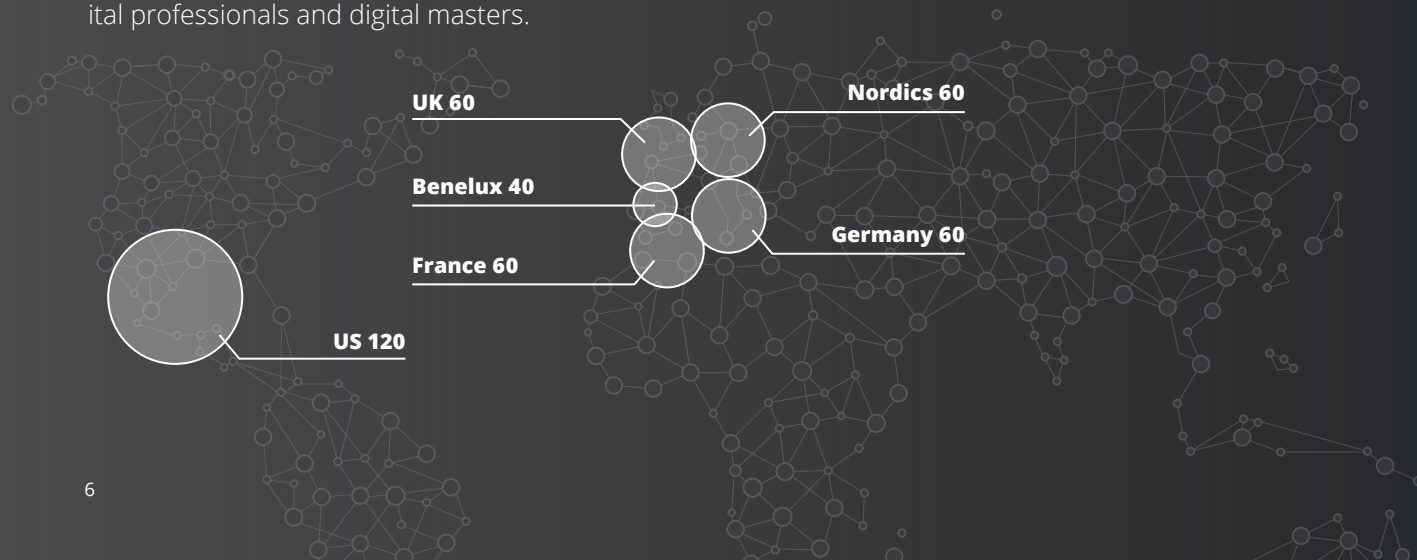 ital professionals and digital masters.
UK 60
Nordics 60
Benelux 40
Germany 60
France 60
US 120
6